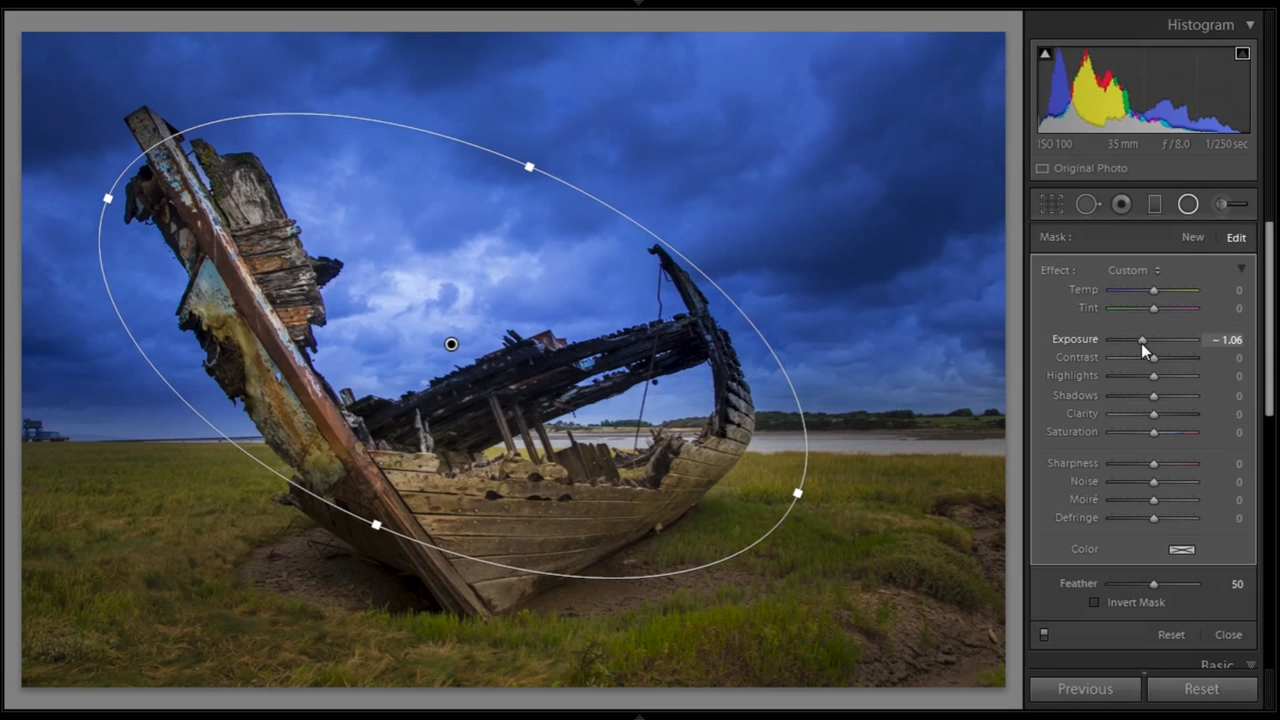 Histogram
ISO 100 35 mm ƒ / 8.0 1/250 sec
Original Photo
Mask : New Edit
Effect : Custom
Temp 0
Tint 0
Exposure – 1.06
Contrast 0
Highlights 0
Shadows 0
Clarity 0
Saturation 0
Sharpness 0
Noise 0
Moiré 0
Defringe 0
Color
Feather 50
Invert Mask
Reset Close
Basic
Previous Reset